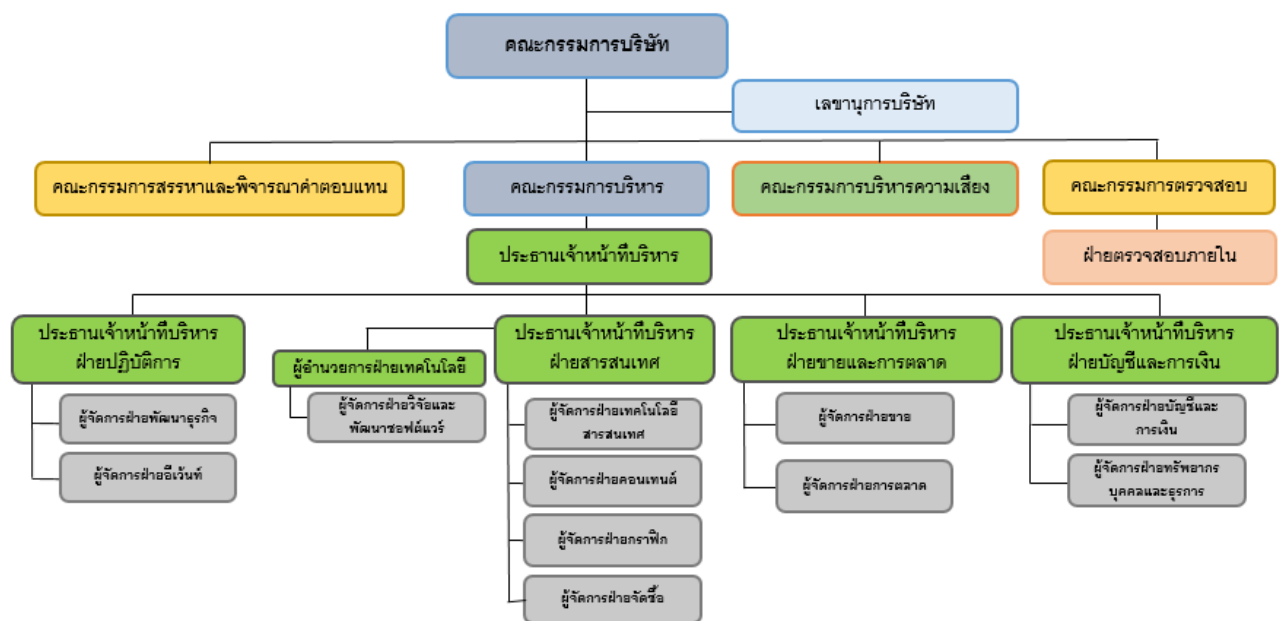 คณะกรรมการบริษัท
เลขานุการบริษัท
คณะกรรมการสรรหาและพิจารณาค่าตอบแทน
คณะกรรมการบริหาร
คณะกรรมการบริหารความเสี่ยง
คณะกรรมการตรวจสอบ
ประธานเจ้าหน้าที่บริหาร
ฝ่ายตรวจสอบภายใน
ประธานเจ้าหน้าที่บริหาร
ฝ่ายปฏิบัติการ
ผู้จัดการฝ่ายพัฒนาธุรกิจ
ผู้จัดการฝ่ายอีเว้นท์
ผู้อำนวยการฝ่ายเทคโนโลยี
ผู้จัดการฝ่ายวิจัยและ
พัฒนาซอฟต์แวร์
ประธานเจ้าหน้าที่บริหาร
ฝ่ายสารสนเทศ
ผู้จัดการฝ่ายเทคโนโลยี
สารสนเทศ
ผู้จัดการฝ่ายคอนเทนต์
ผู้จัดการฝ่ายกราฟิก
ผู้จัดการฝ่ายจัดซื้อ
ประธานเจ้าหน้าที่บริหาร
ฝ่ายขายและการตลาด
ผู้จัดการฝ่ายขาย
ผู้จัดการฝ่ายการตลาด
ประธานเจ้าหน้าที่บริหาร
ฝ่ายบัญชีและการเงิน
ผู้จัดการฝ่ายบัญชีและ
การเงิน
ผู้จัดการฝ่ายทรัพยากร
บุคคลและธุรการ